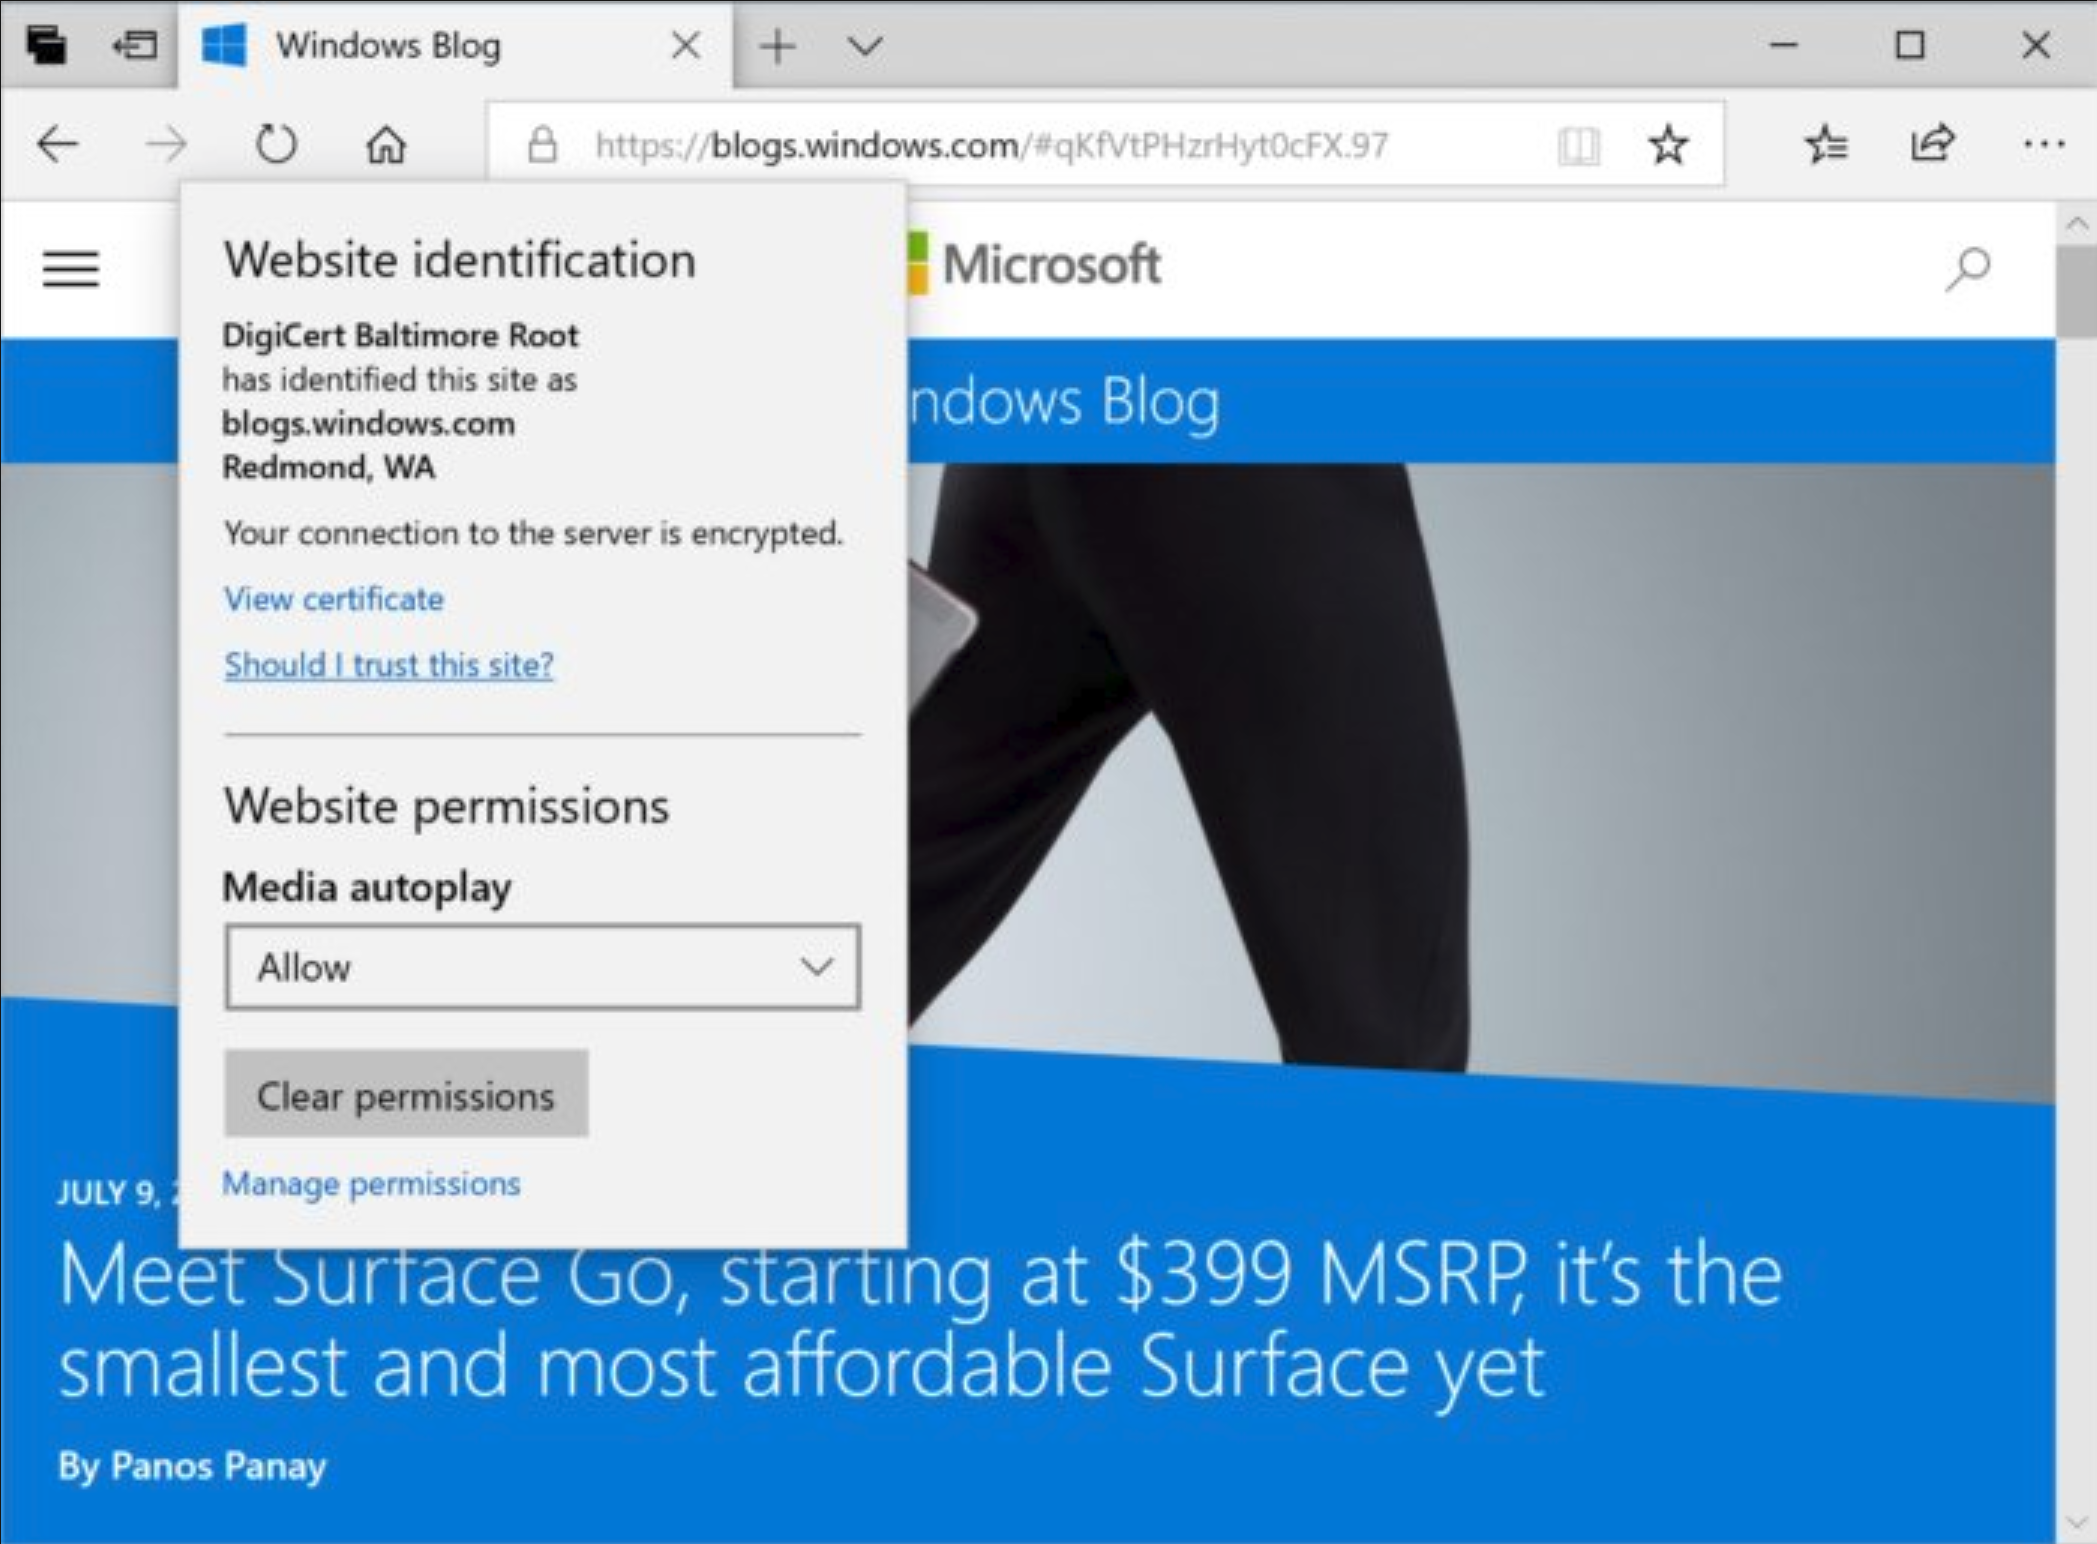 Windows Blog
https://blogs.windows.com/#qKfVtPHzrHyt0cFX.97
Microsoft
ndows Blog
Website identification
DigiCert Baltimore Root
has identified this site as
blogs.windows.com
Redmond, WA
Your connection to the server is encrypted.
View certificate
Should I trust this site?
Website permissions
Media autoplay
Allow
Clear permissions
Manage permissions
JULY 9,
Meet Surface Go, starting at $399 MSRP, it's the
smallest and most affordable Surface yet
By Panos Panay